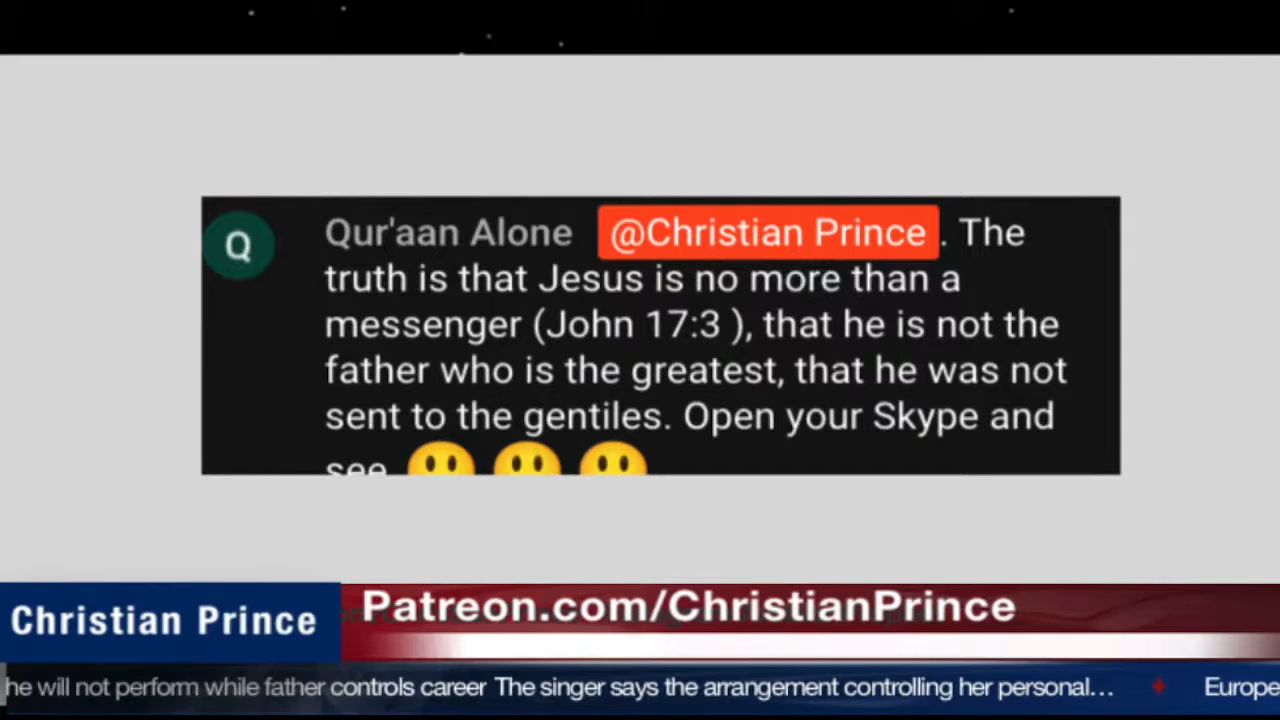 Qur'aan Alone @Christian Prince . The
truth is that Jesus is no more than a
messenger (John 17:3 ), that he is not the
father who is the greatest, that he was not
sent to the gentiles. Open your Skype and
see
Patreon.com/ChristianPrince
Christian Prince
he will not perform while father controls career The singer says the arrangement controlling her personal... Europe